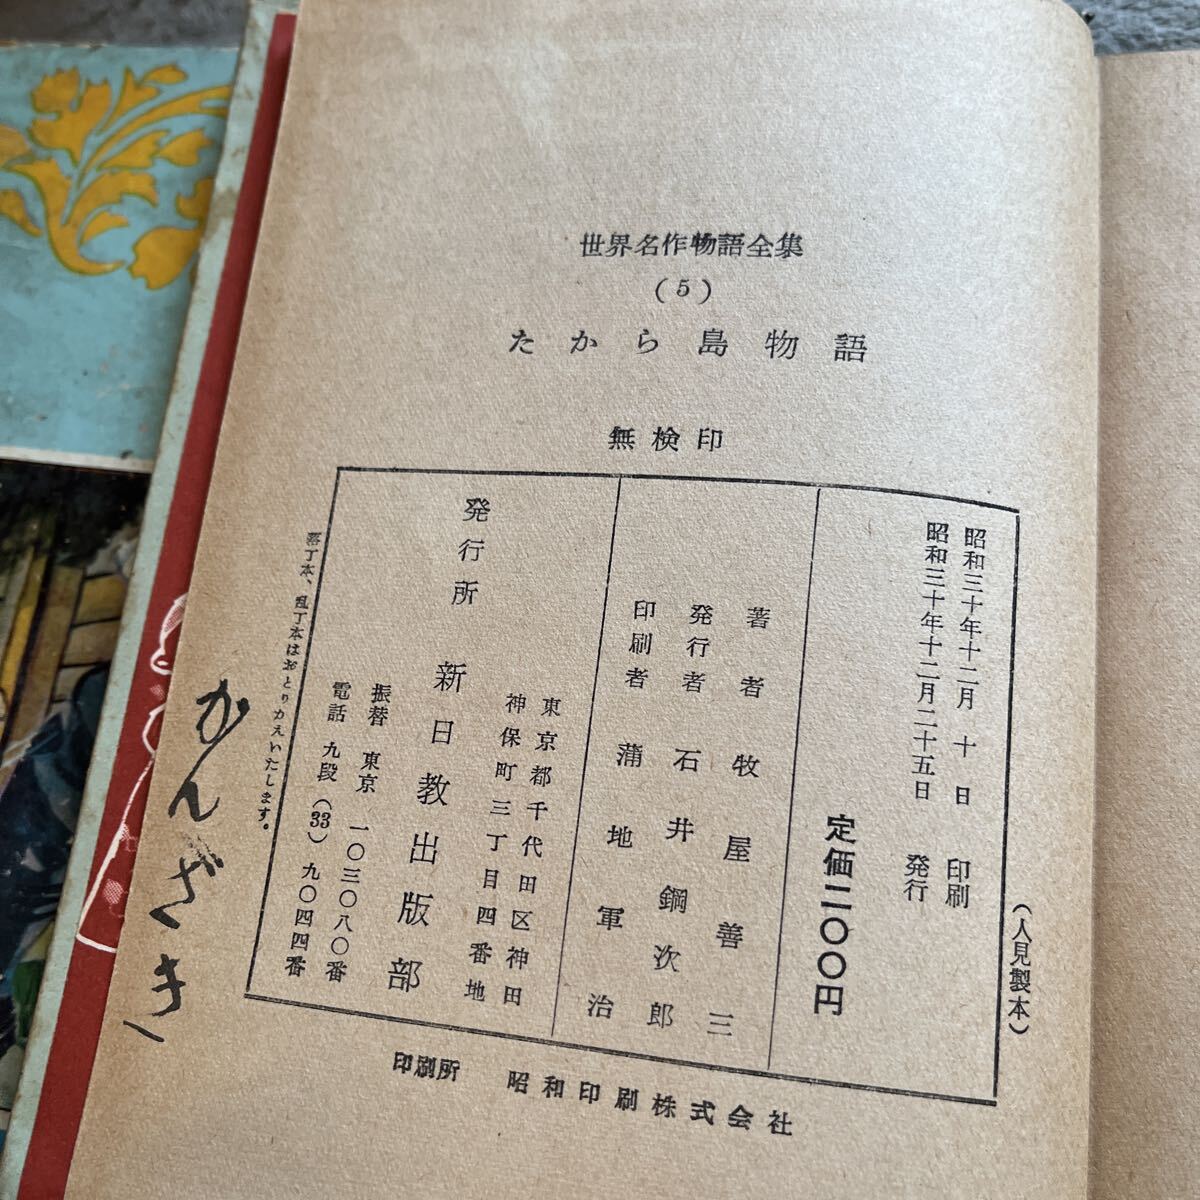 世界名作物語全集
(5)
たから島物語
無検印
昭和三十年十二月十日 印刷
昭和三十年十二月二十五日 発行
定価二〇〇円
(人見製本)
著者 牧屋善三
発行者 石井鋼次郎
印刷者 蒲地軍治
東京都千代田区神田
神保町三丁目四番地
発行所 新日教出版部
振替 東京 一〇三〇八〇番
電話 九段(33)九〇四四番
落丁本、乱丁本はおとりかえいたします。
印刷所 昭和印刷株式会社
かんざき